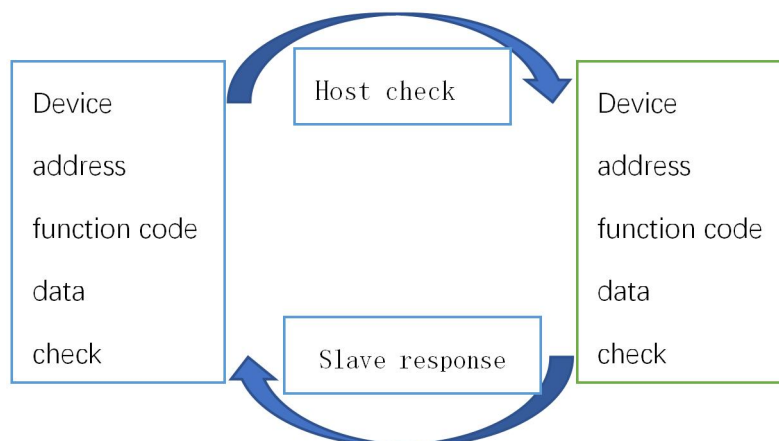 Host check
Device
address
function code
data
check
Device
address
function code
data
check
Slave response